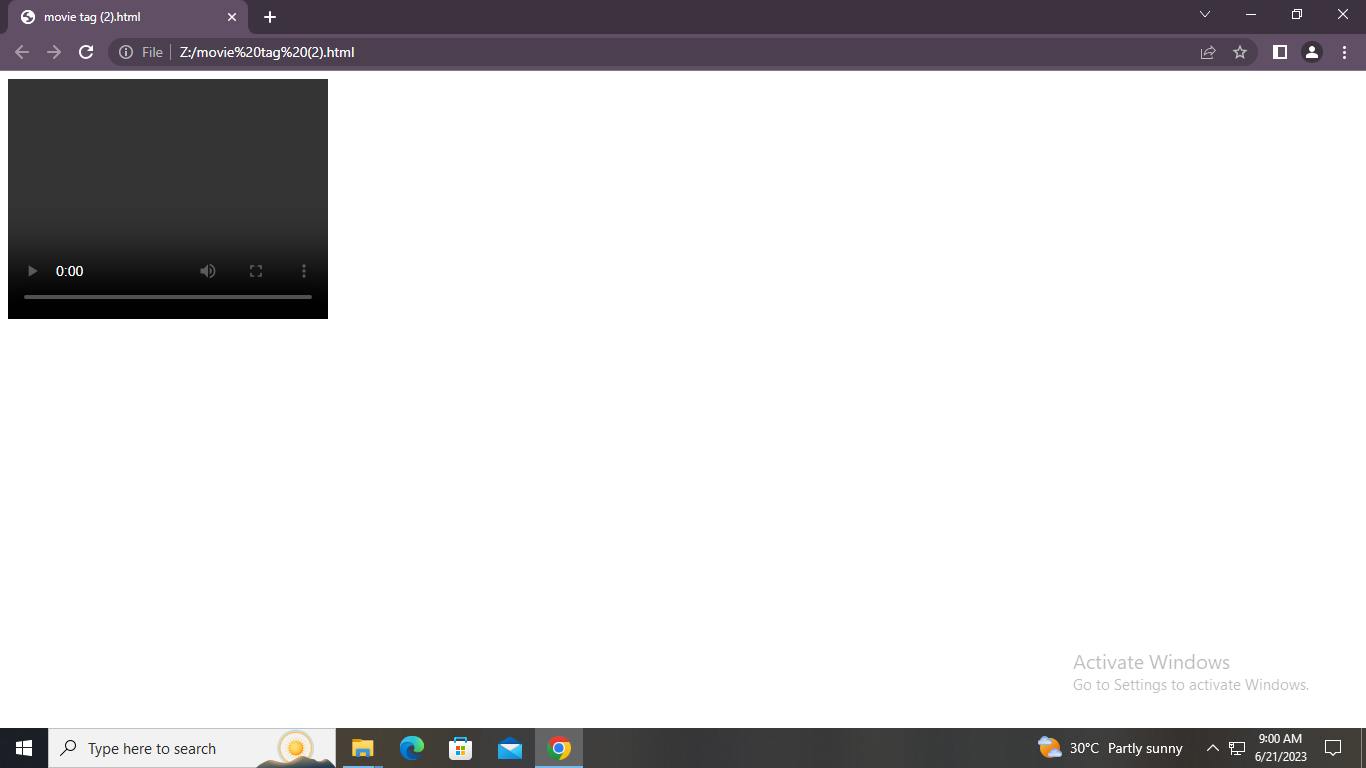 movie tag (2).html
File Z:/movie%20tag%20(2).html
0:00
Activate Windows
Go to Settings to activate Windows.
Type here to search
30°C Partly sunny
9:00 AM
6/21/2023